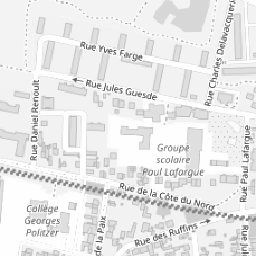 Rue Yves Farge
Rue Charles Delavacquerie
Rue Jules Guesde
Rue Daniel Renoult
Groupe
scolaire
Paul Lafargue
Rue Paul Lafargue
Rue de la Côte du Nord
Collège
Georges
Politzer
de la Paix
Rue des Ruffins
Rue Jul